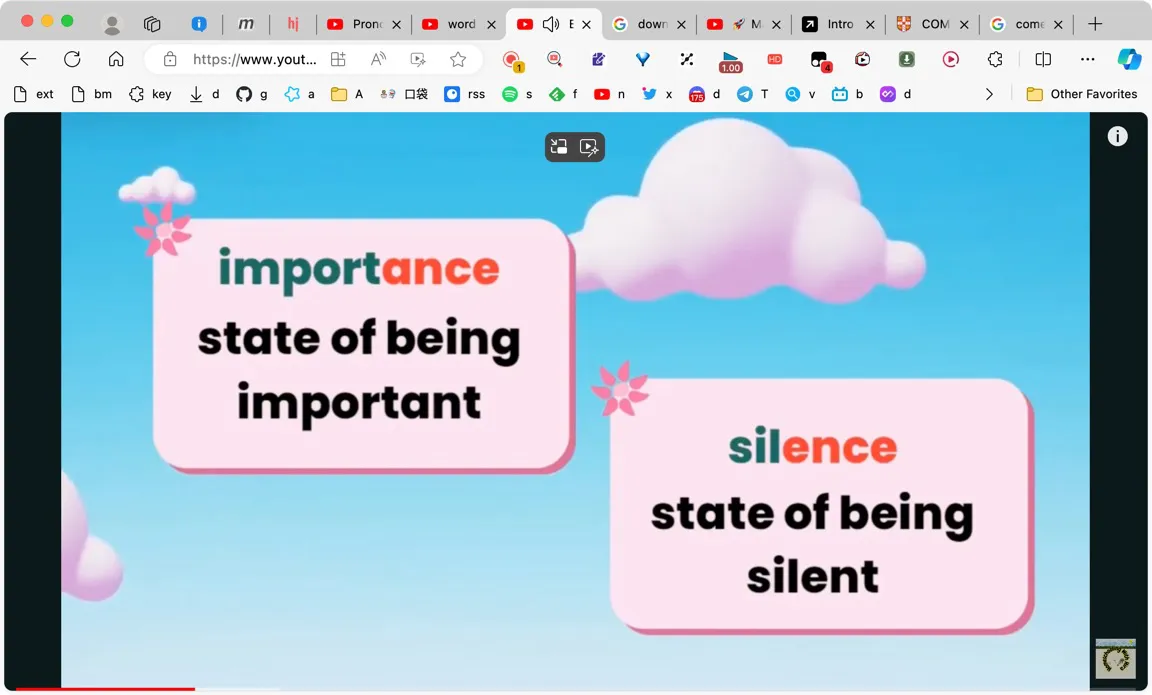 m
hj
Pron
word
E
down
M
Intro
COM
come
https://www.yout...
1
1.00
HD
4
ext
bm
key
d
g
a
A
口袋
rss
s
f
n
x
175
d
T
v
b
d
Other Favorites
importance
state of being
important
silence
state of being
silent